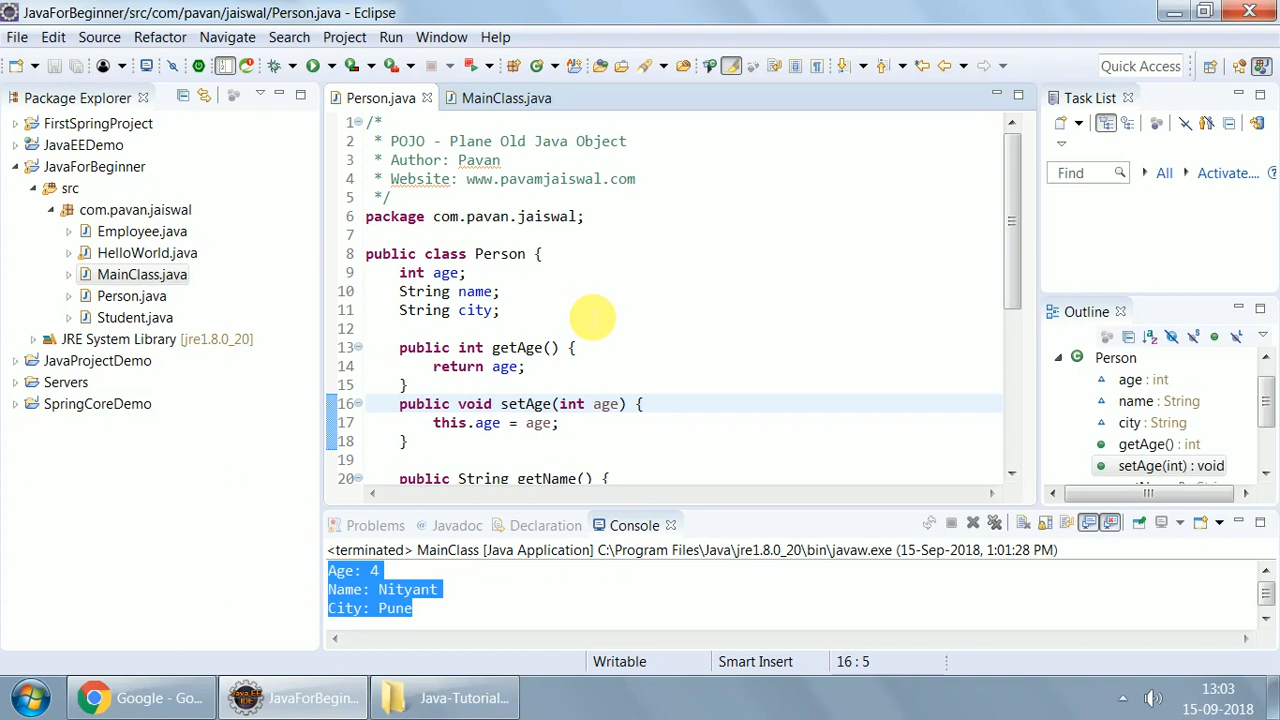 JavaForBeginner/src/com/pavan/jaiswal/Person.java - Eclipse
File Edit Source Refactor Navigate Search Project Run Window Help
Quick Access
Package Explorer
FirstSpringProject
JavaEEDemo
JavaForBeginner
src
com.pavan.jaiswal
Employee.java
HelloWorld.java
MainClass.java
Person.java
Student.java
JRE System Library [jre1.8.0_20]
JavaProjectDemo
Servers
SpringCoreDemo
Person.java MainClass.java
1 /*
2 * POJO - Plane Old Java Object
3 * Author: Pavan
4 * Website: www.pavamjaiswal.com
5 */
6 package com.pavan.jaiswal;
7
8 public class Person {
9 int age;
10 String name;
11 String city;
12
13 public int getAge() {
14 return age;
15 }
16 public void setAge(int age) {
17 this.age = age;
18 }
19
20 public String getName() {
Task List
Find All Activate...
Outline
Person
age : int
name : String
city : String
getAge() : int
setAge(int) : void
Problems @ Javadoc Declaration Console
<terminated> MainClass [Java Application] C:\Program Files\Java\jre1.8.0_20\bin\javaw.exe (15-Sep-2018, 1:01:28 PM)
Age: 4
Name: Nityant
City: Pune
Writable Smart Insert 16 : 5
Google - Go... JavaForBegin... Java-Tutorial...
13:03
15-09-2018